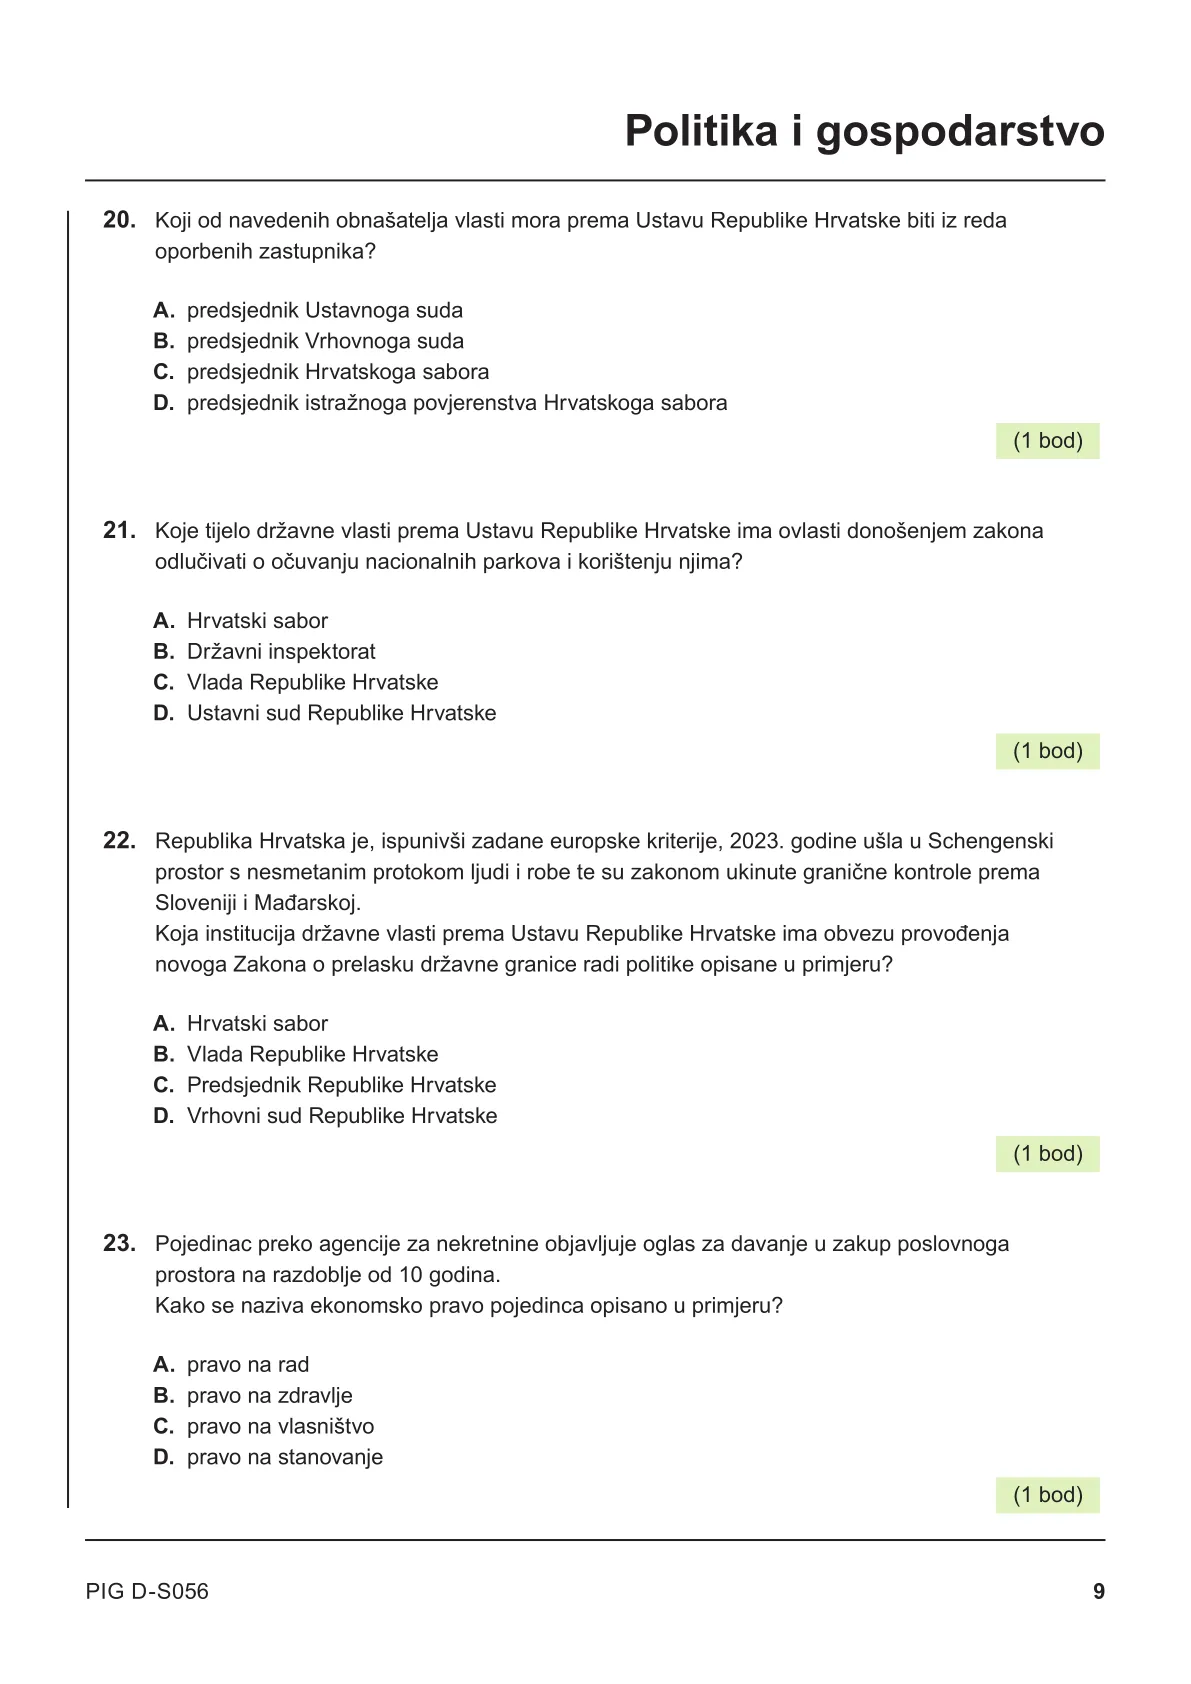 Politika i gospodarstvo
20. Koji od navedenih obnašatelja vlasti mora prema Ustavu Republike Hrvatske biti iz reda
oporbenih zastupnika?
A. predsjednik Ustavnoga suda
B. predsjednik Vrhovnoga suda
C. predsjednik Hrvatskoga sabora
D. predsjednik istražnoga povjerenstva Hrvatskoga sabora
(1 bod)
21. Koje tijelo državne vlasti prema Ustavu Republike Hrvatske ima ovlasti donošenjem zakona
odlučivati o očuvanju nacionalnih parkova i korištenju njima?
A. Hrvatski sabor
B. Državni inspektorat
C. Vlada Republike Hrvatske
D. Ustavni sud Republike Hrvatske
(1 bod)
22. Republika Hrvatska je, ispunivši zadane europske kriterije, 2023. godine ušla u Schengenski
prostor s nesmetanim protokom ljudi i robe te su zakonom ukinute granične kontrole prema
Sloveniji i Mađarskoj.
Koja institucija državne vlasti prema Ustavu Republike Hrvatske ima obvezu provođenja
novoga Zakona o prelasku državne granice radi politike opisane u primjeru?
A. Hrvatski sabor
B. Vlada Republike Hrvatske
C. Predsjednik Republike Hrvatske
D. Vrhovni sud Republike Hrvatske
(1 bod)
23. Pojedinac preko agencije za nekretnine objavljuje oglas za davanje u zakup poslovnoga
prostora na razdoblje od 10 godina.
Kako se naziva ekonomsko pravo pojedinca opisano u primjeru?
A. pravo na rad
B. pravo na zdravlje
C. pravo na vlasništvo
D. pravo na stanovanje
(1 bod)
PIG D-S056
9